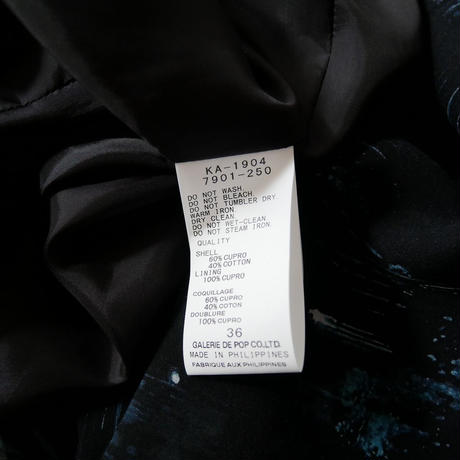 KA-1904
7901-250
DO NOT WASH.
DO NOT BLEACH.
DO NOT TUMBLER DRY.
WARM IRON.
DRY CLEAN.
DO NOT WET-CLEAN.
DO NOT STEAM IRON.
QUALITY
SHELL
60% CUPRO
40% COTTON
LINING
100% CUPRO
COQUILLAGE
60% CUPRO
40% COTON
DOUBLURE
100% CUPRO
36
GALERIE DE POP CO.,LTD.
MADE IN PHILIPPINES
FABRIQUE AUX PHILIPPINES